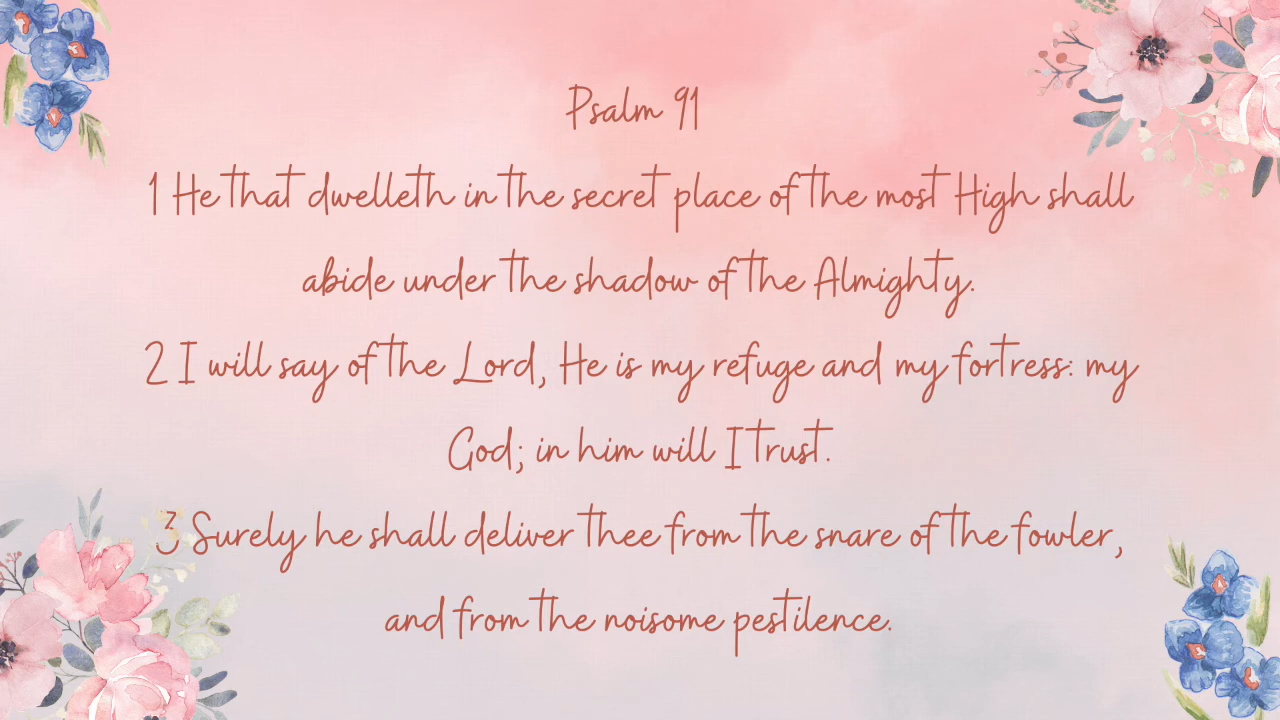 Psalm 91
1 He that dwelleth in the secret place of the most High shall
abide under the shadow of the Almighty.
2 I will say of the Lord, He is my refuge and my fortress: my
God; in him will I trust.
3 Surely he shall deliver thee from the snare of the fowler,
and from the noisome pestilence.